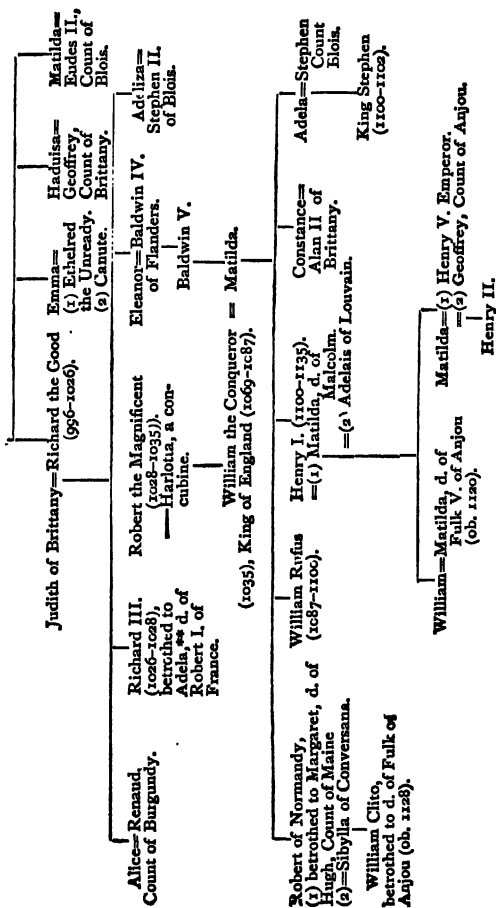 Judith of Brittany=Richard the Good
(996-1026).
Emma=
(1) Ethelred
the Unready.
(2) Canute.
Haduisa=
Geoffrey,
Count of
Brittany.
Matilda=
Eudes II.,
Count of
Blois.
Alice=Renaud,
Count of Burgundy.
Richard III.
(1026-1028),
betrothed to
Adela,** d. of
Robert I. of
France.
Robert the Magnificent
(1028-1035)).
—Harlotta, a con-
cubine.
Eleanor=Baldwin IV.
of Flanders.
Baldwin V.
Adeliza=
Stephen II.
of Blois.
William the Conqueror = Matilda.
(1035), King of England (1069-1087).
Robert of Normandy,
(1) betrothed to Margaret, d. of
Hugh, Count of Maine
(2)=Sibylla of Conversana.
William Clito,
betrothed to d. of Fulk of
Anjou (ob. 1128).
William Rufus
(1087-1100).
Henry I. (1100-1135).
=(1) Matilda, d. of
Malcolm.
=(2) Adelais of Louvain.
Constance=
Alan II of
Brittany.
Adela=Stephen
Count
Blois.
King Stephen
(1100-1102).
William=Matilda, d. of
Fulk V. of Anjou
(ob. 1120).
Matilda=(1) Henry V. Emperor.
=(2) Geoffrey, Count of Anjou.
Henry II.